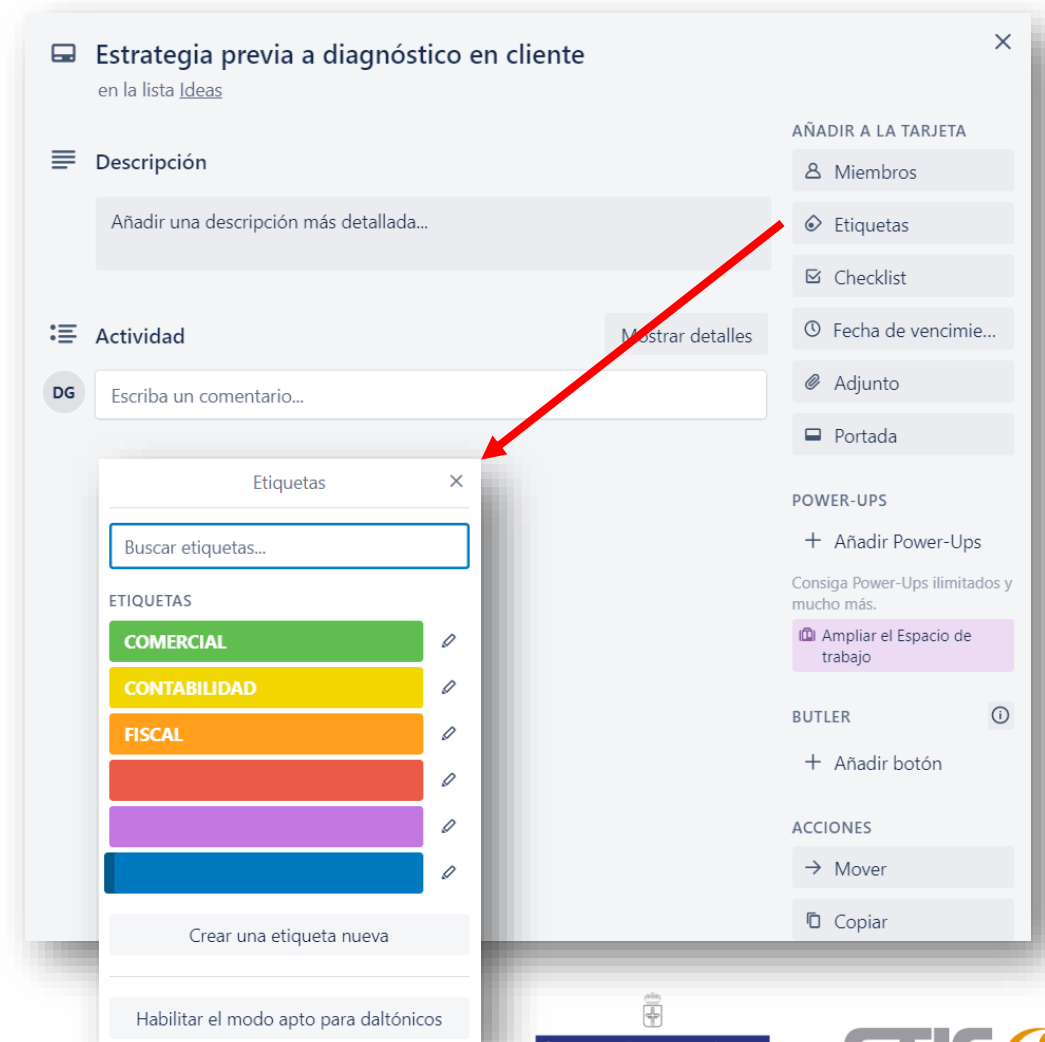 Estrategia previa a diagnóstico en cliente
en la lista Ideas
Descripción
Añadir una descripción más detallada...
Actividad
Mostrar detalles
DG
Escriba un comentario...
AÑADIR A LA TARJETA
Miembros
Etiquetas
Checklist
Fecha de vencimie...
Adjunto
Portada
POWER-UPS
+ Añadir Power-Ups
Consiga Power-Ups ilimitados y
mucho más.
Ampliar el Espacio de
trabajo
BUTLER
+ Añadir botón
ACCIONES
→ Mover
Copiar
Etiquetas
Buscar etiquetas...
ETIQUETAS
COMERCIAL
CONTABILIDAD
FISCAL
Crear una etiqueta nueva
Habilitar el modo apto para daltónicos